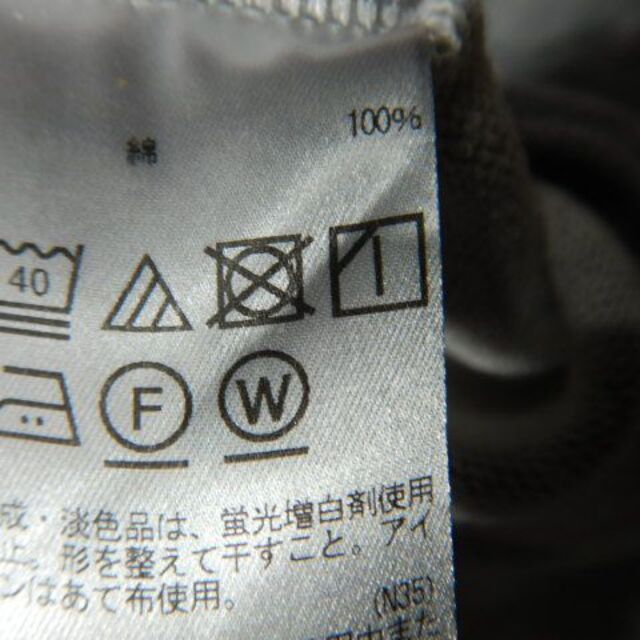 綿 100%
40
F W
成・淡色品は、蛍光増白剤使用
形を整えて干すこと。アイ
ンはあて布使用。
(N35)